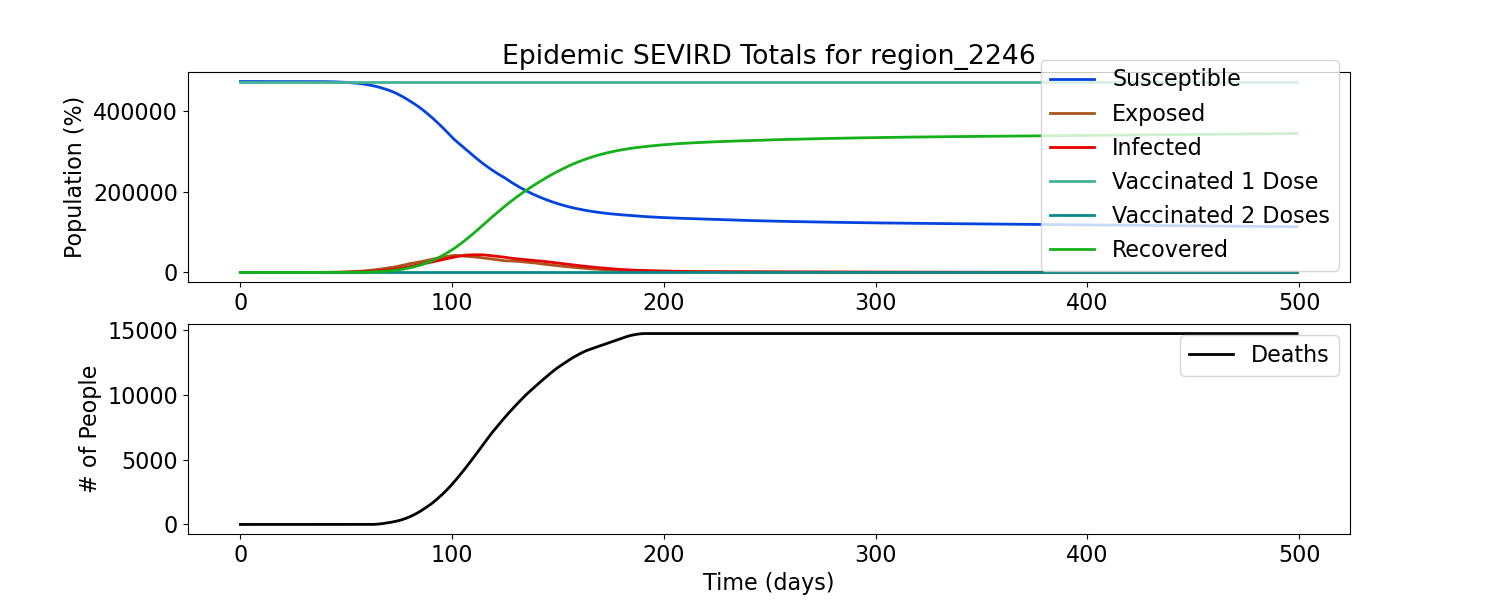 Epidemic SEVIRD Totals for region_2246
Population (%)
400000
200000
0
Susceptible
Exposed
Infected
Vaccinated 1 Dose
Vaccinated 2 Doses
Recovered
0 100 200 300 400 500
# of People
15000
10000
5000
0
Deaths
0 100 200 300 400 500
Time (days)